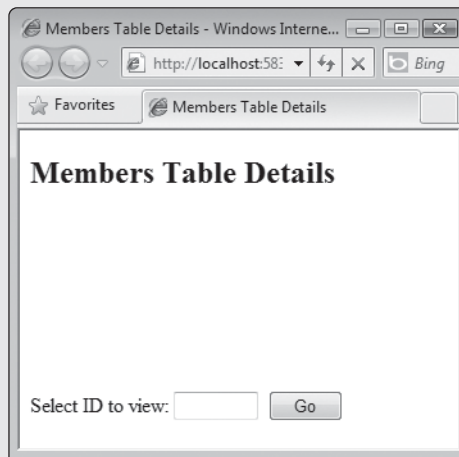 Members Table Details - Windows Interne...
http://localhost:583
Bing
Favorites
Members Table Details
Members Table Details
Select ID to view:
Go